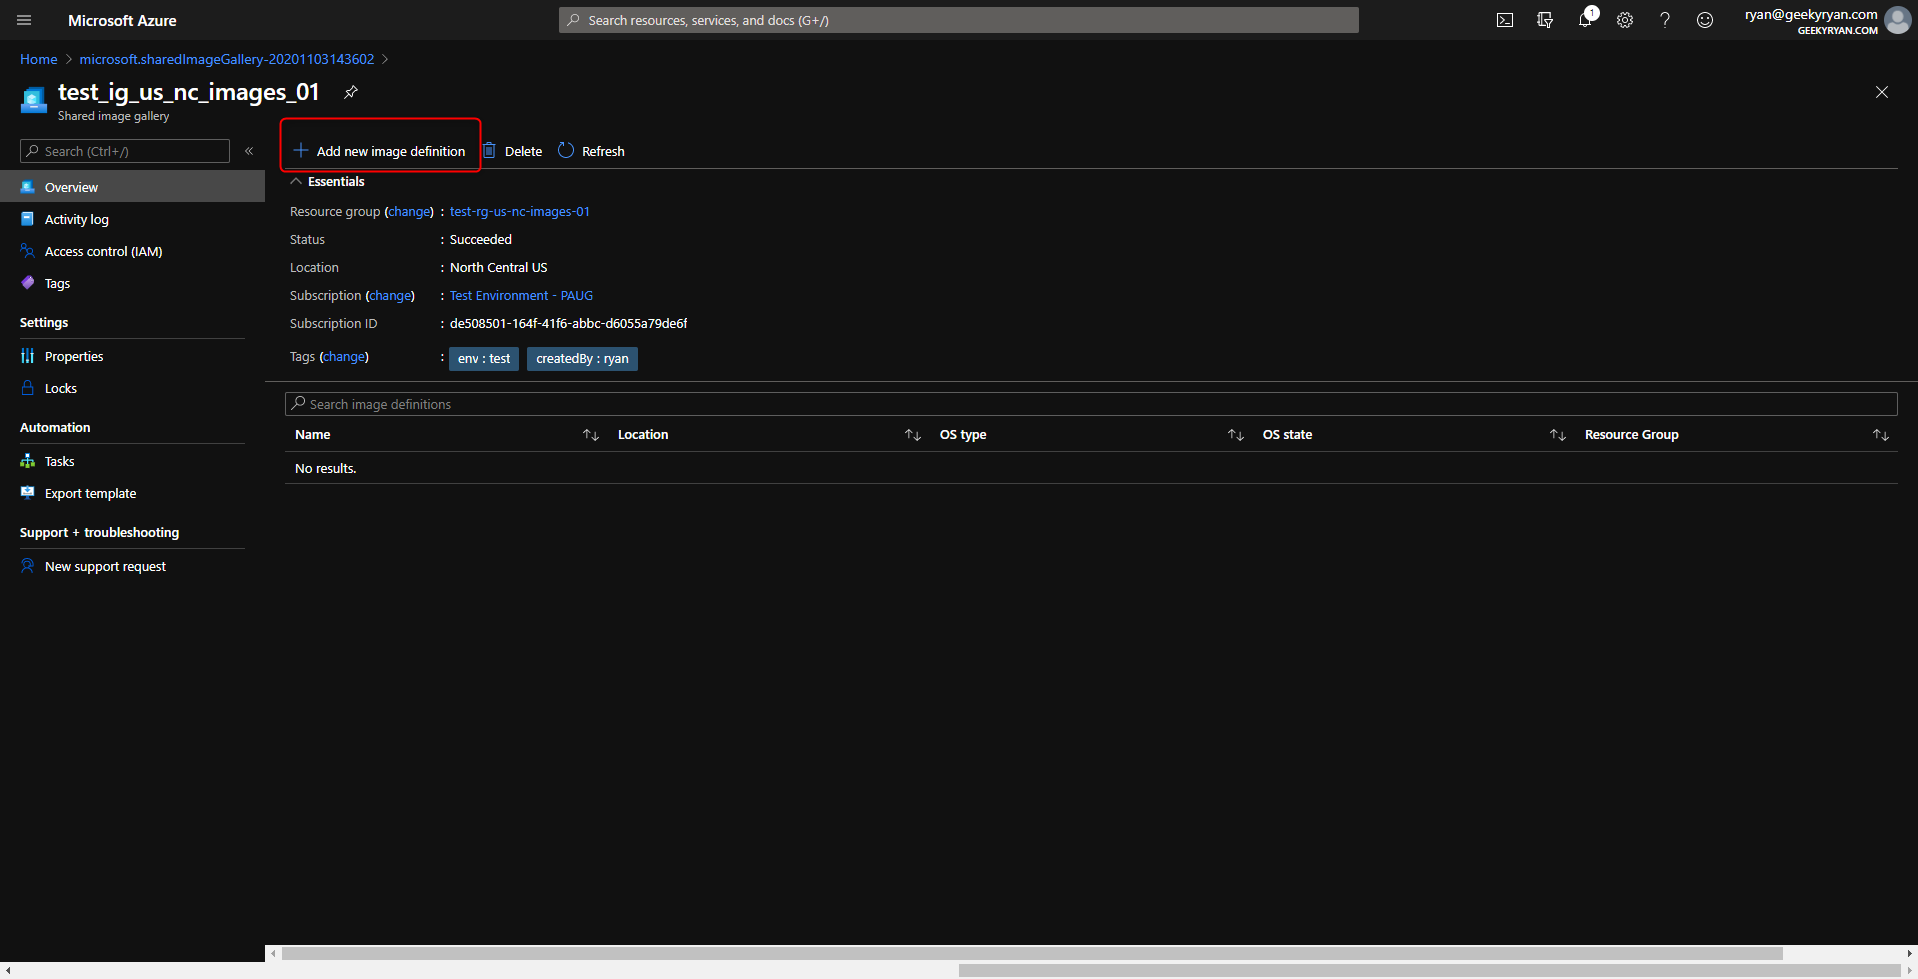 Microsoft Azure
Search resources, services, and docs (G+/)
1
ryan@geekyryan.com
GEEKYRYAN.COM
Home > microsoft.sharedImageGallery-20201103143602 >
test_ig_us_nc_images_01
Shared image gallery
Search (Ctrl+/)
«
Add new image definition
Delete
Refresh
Overview
Activity log
Access control (IAM)
Tags
Settings
Properties
Locks
Automation
Tasks
Export template
Support + troubleshooting
New support request
Essentials
Resource group (change) : test-rg-us-nc-images-01
Status : Succeeded
Location : North Central US
Subscription (change) : Test Environment - PAUG
Subscription ID : de508501-164f-41f6-abbc-d6055a79de6f
Tags (change) : env : test createdBy : ryan
Search image definitions
Name Location OS type OS state Resource Group
No results.